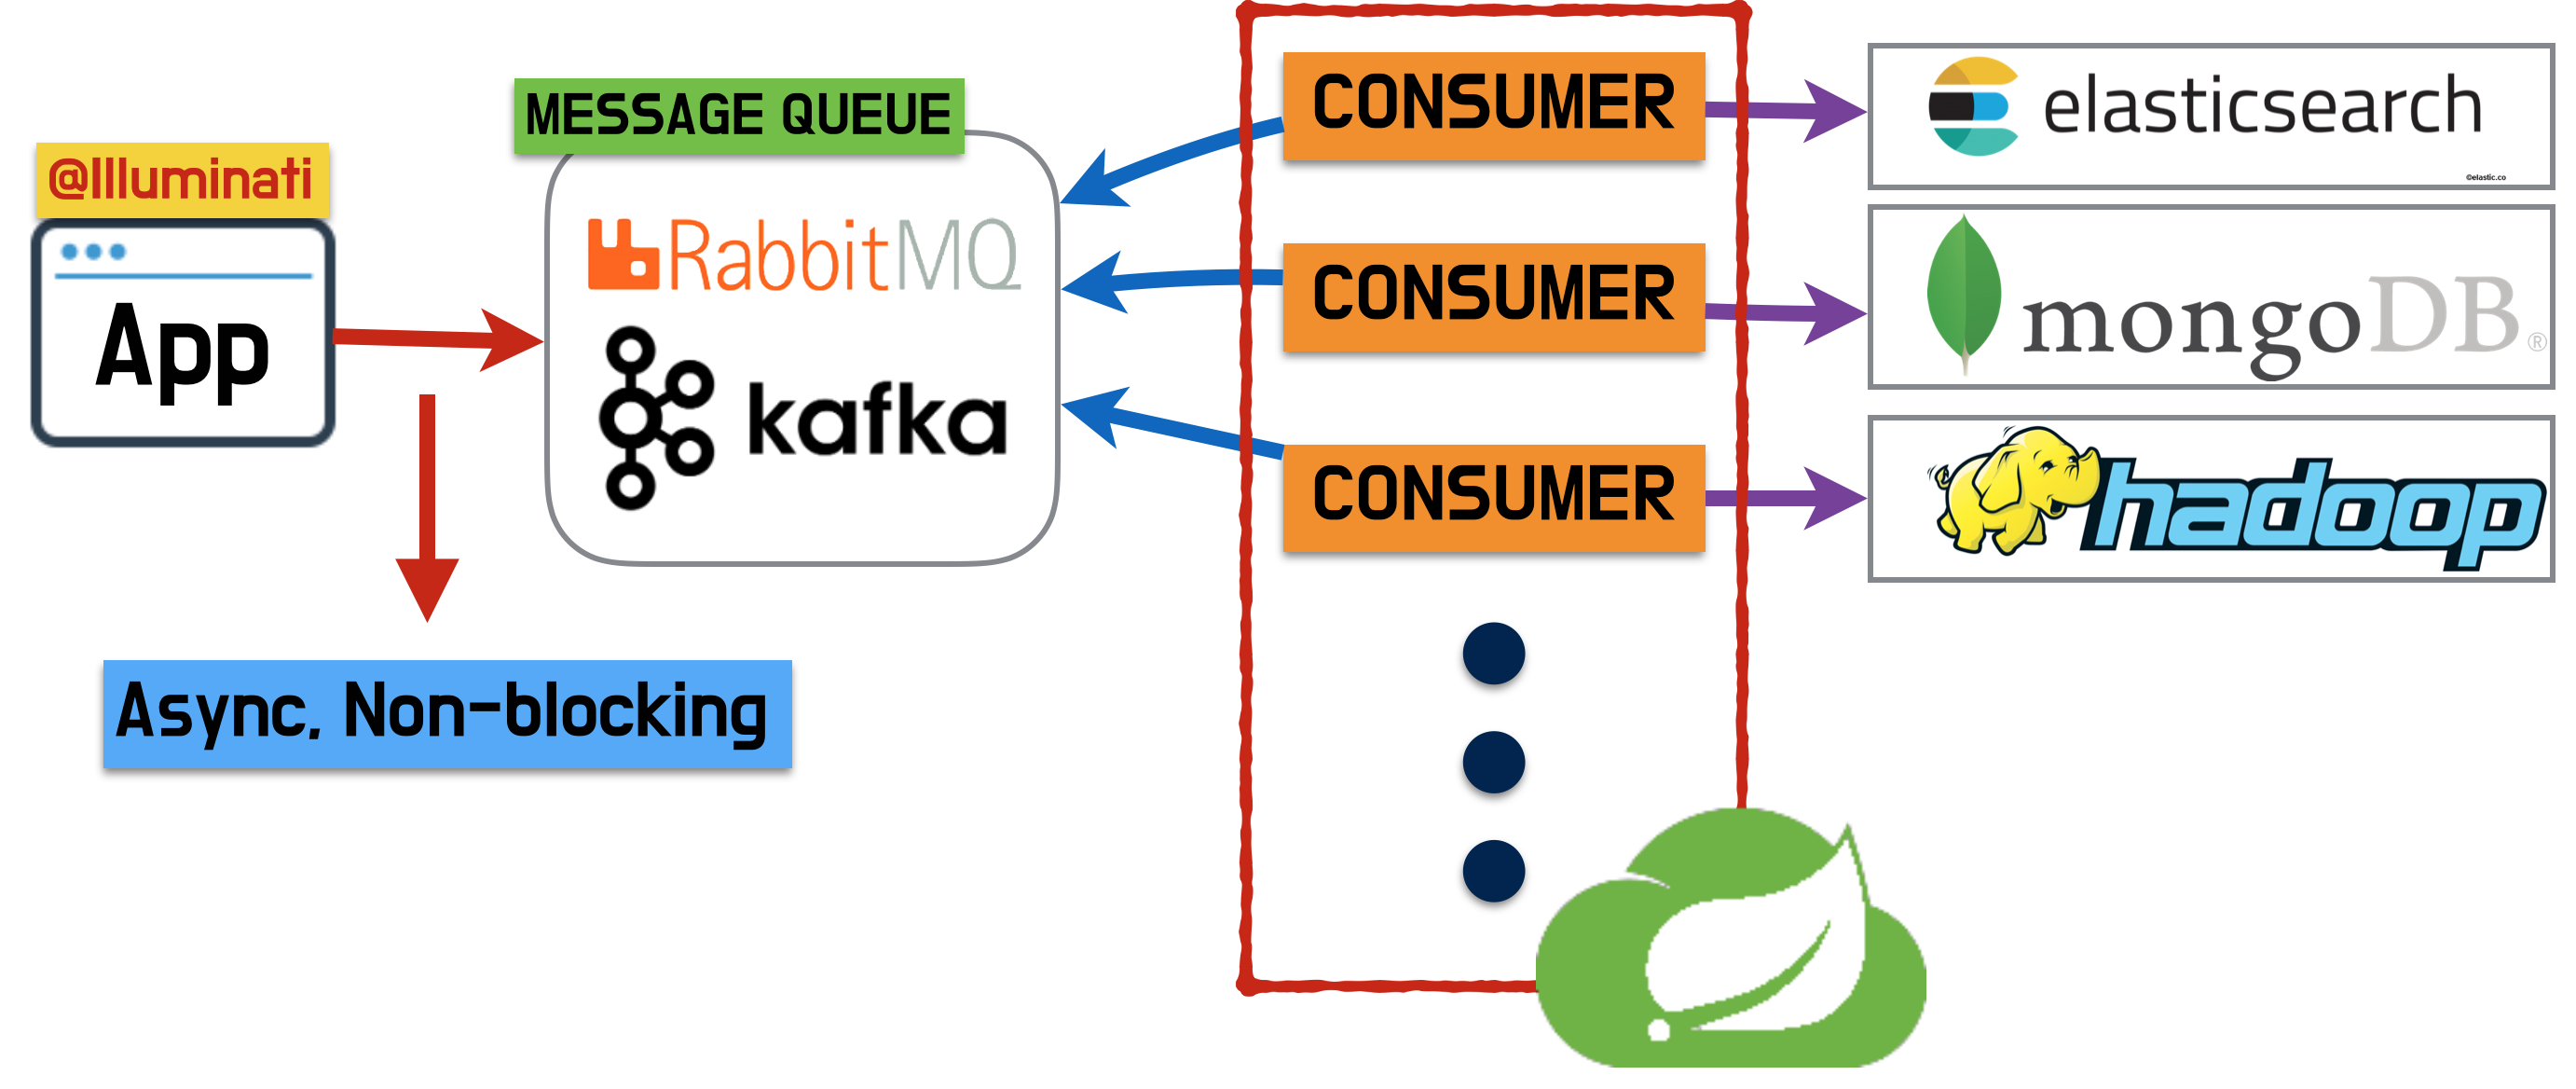 @Illuminati
App
MESSAGE QUEUE
RabbitMQ
kafka
Async, Non-blocking
CONSUMER
CONSUMER
CONSUMER
elasticsearch
©elastic.co
mongoDB®
hadoop